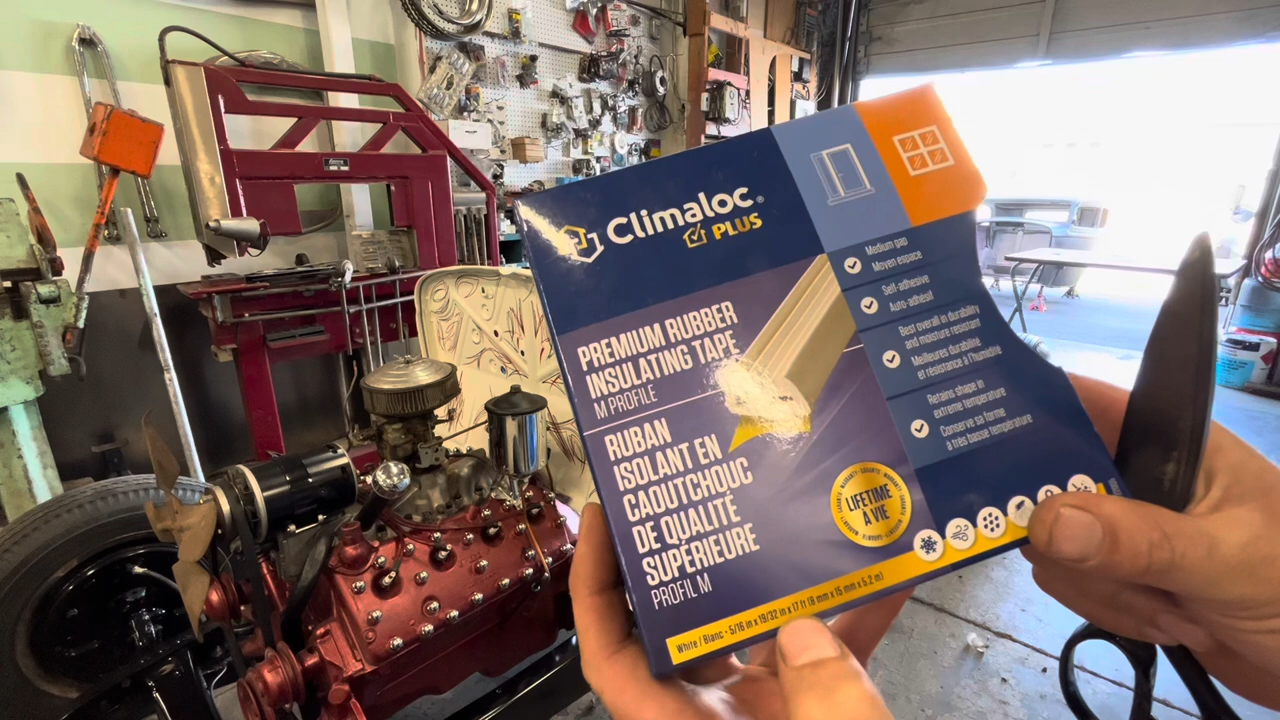 Climaloc®
PLUS
PREMIUM RUBBER
INSULATING TAPE
M PROFILE
RUBAN
ISOLANT EN
CAOUTCHOUC
DE QUALITÉ
SUPÉRIEURE
PROFIL M
Medium gap
Moyen espace
Self-adhesive
Auto-adhésif
Best overall in durability
and moisture resistant
Meilleures durabilité
et résistance à l'humidité
Retains shape in
extreme temperature
Conserve sa forme
à très basse température
LIFETIME
À VIE
White / Blanc • 5/16 in x 19/32 in x 17 ft (8 mm x 15 mm x 5.2 m)